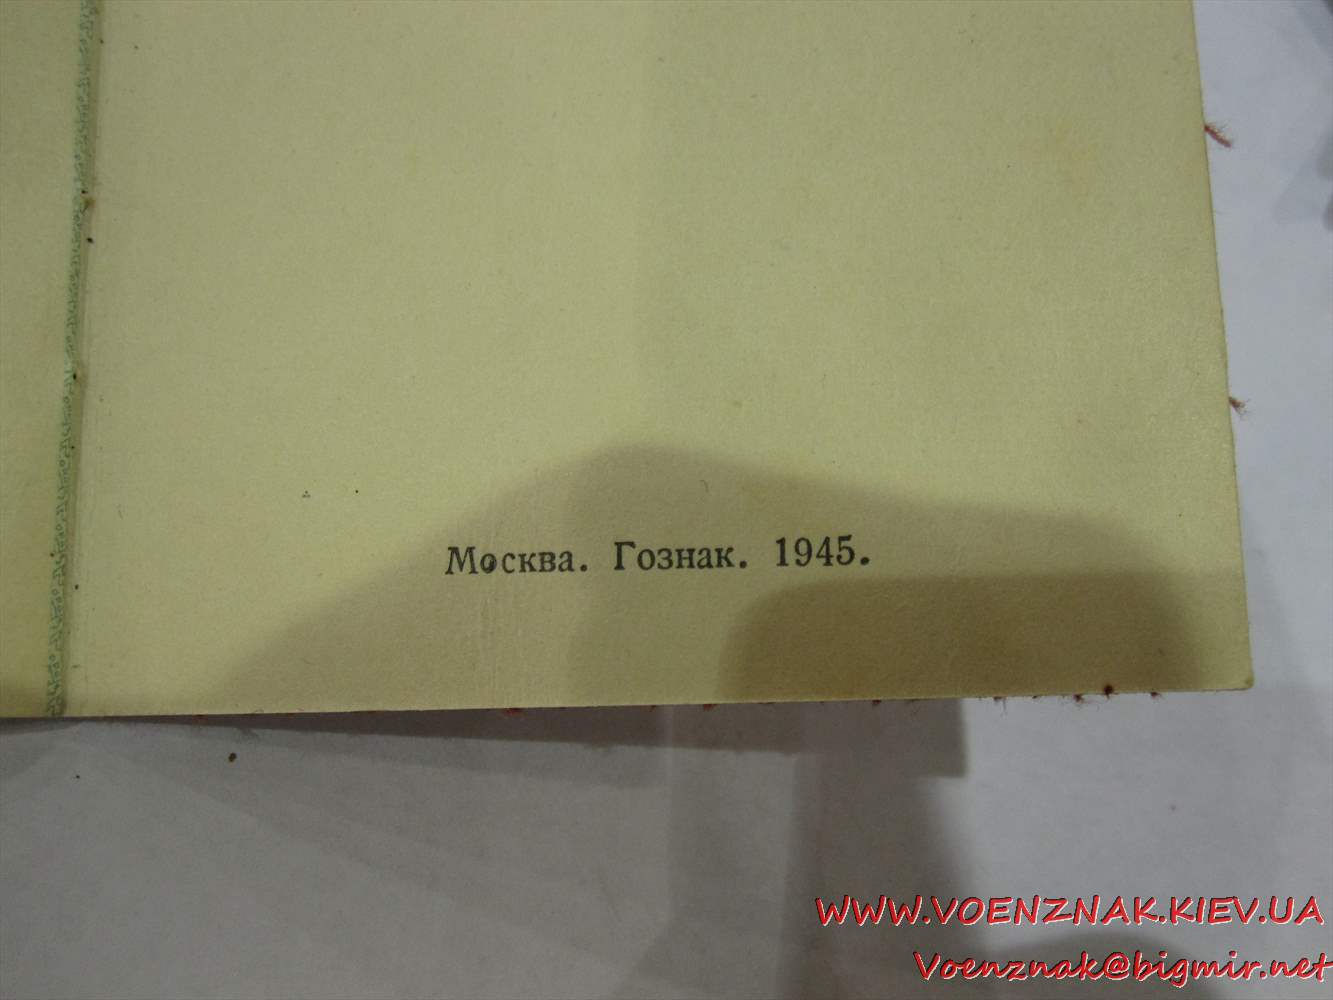 Москва. Гознак. 1945.
WWW.VOENZNAK.KIEV.UA
Voenznak@bigmir.net